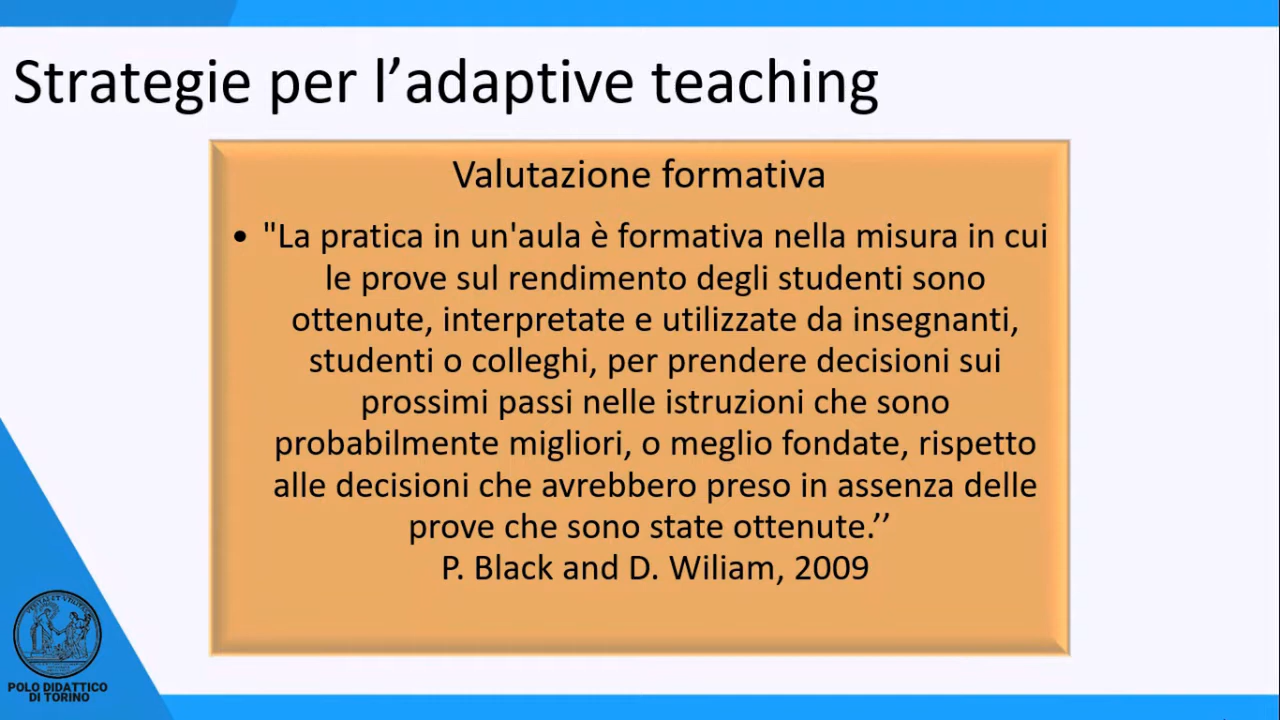 Strategie per l’adaptive teaching
Valutazione formativa
• "La pratica in un'aula è formativa nella misura in cui
le prove sul rendimento degli studenti sono
ottenute, interpretate e utilizzate da insegnanti,
studenti o colleghi, per prendere decisioni sui
prossimi passi nelle istruzioni che sono
probabilmente migliori, o meglio fondate, rispetto
alle decisioni che avrebbero preso in assenza delle
prove che sono state ottenute.’’
P. Black and D. Wiliam, 2009
POLO DIDATTICO
DI TORINO